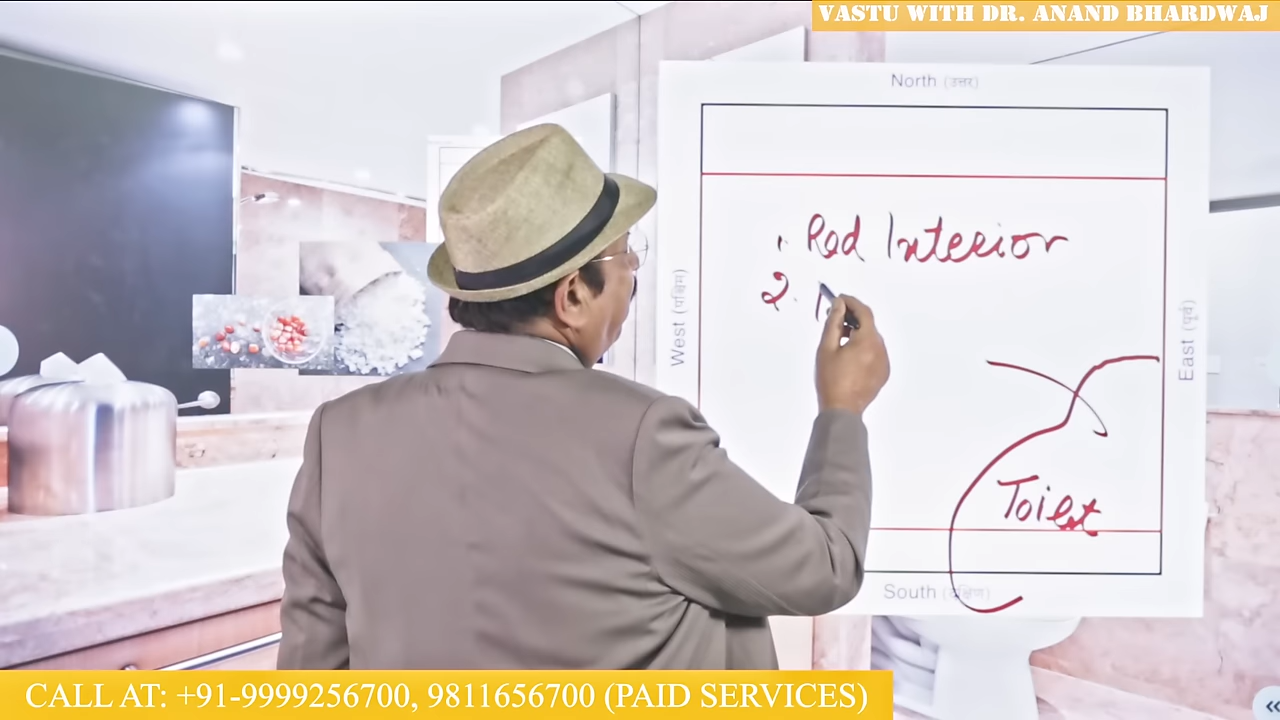 VASTU WITH DR. ANAND BHARDWAJ
North (उत्तर)
1. Red Interior
2.
West (पश्चिम)
East (पूर्व)
Toilet
South (दक्षिण)
CALL AT: +91-9999256700, 9811656700 (PAID SERVICES)